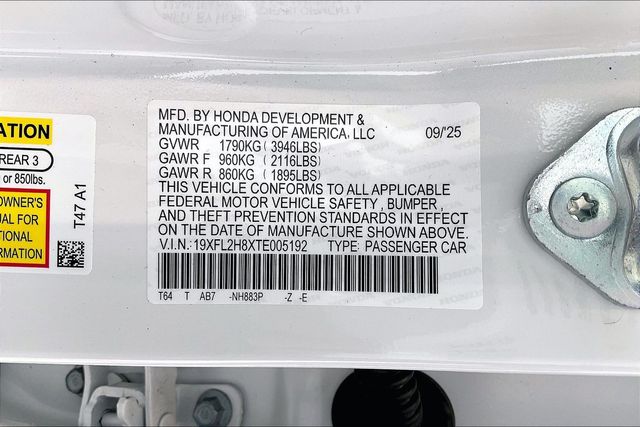 MFD. BY HONDA DEVELOPMENT &
MANUFACTURING OF AMERICA, LLC 09/'25
GVWR 1790KG (3946LBS)
GAWR F 960KG (2116LBS)
GAWR R 860KG (1895LBS)
THIS VEHICLE CONFORMS TO ALL APPLICABLE
FEDERAL MOTOR VEHICLE SAFETY, BUMPER,
AND THEFT PREVENTION STANDARDS IN EFFECT
ON THE DATE OF MANUFACTURE SHOWN ABOVE.
V.I.N.: 19XFL2H8XTE005192 TYPE: PASSENGER CAR
T64 T AB7 -NH883P -Z -E
ATION
REAR 3
or 850lbs.
OWNER'S
UAL FOR
TIONAL
RMATION
T47 A1